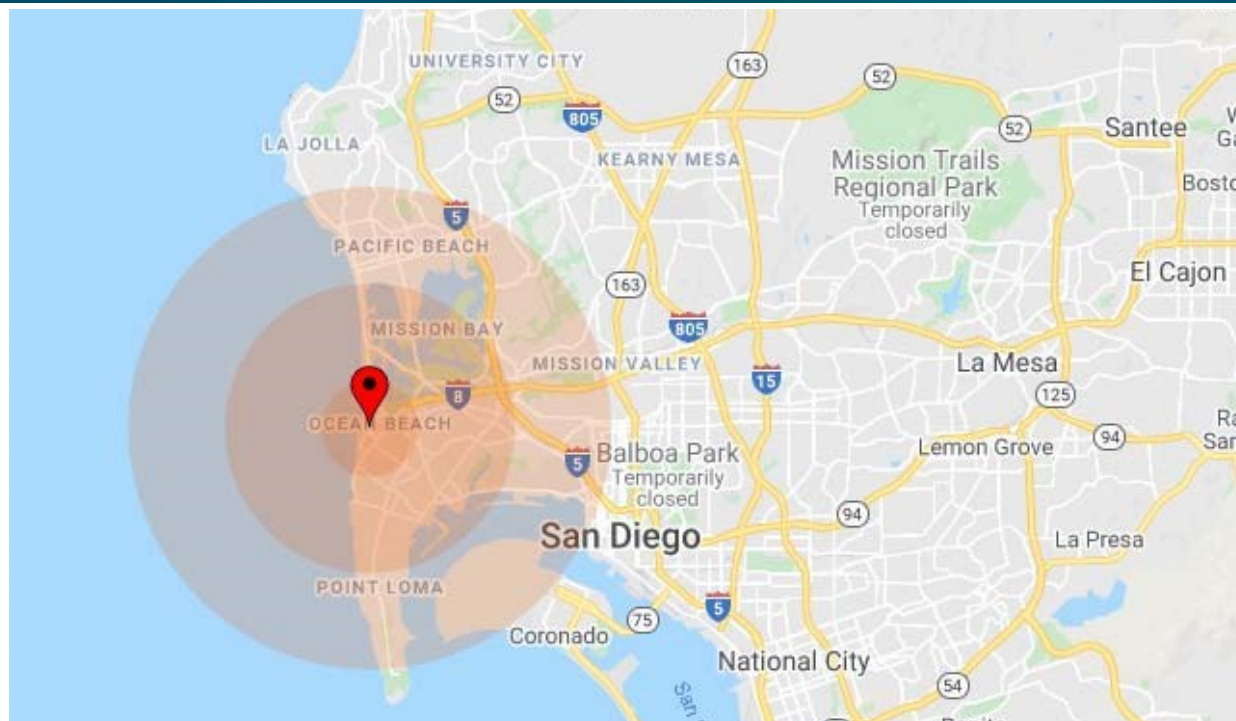 UNIVERSITY CITY
163
52
52
805
52
Santee
LA JOLLA
KEARNY MESA
Mission Trails
Regional Park
Temporarily
closed
5
PACIFIC BEACH
163
El Cajon
MISSION BAY
805
MISSION VALLEY
La Mesa
15
8
125
OCEAN BEACH
94
Lemon Grove
5
Balboa Park
Temporarily
closed
94
San Diego
La Presa
POINT LOMA
5
75
Coronado
National City
54
San